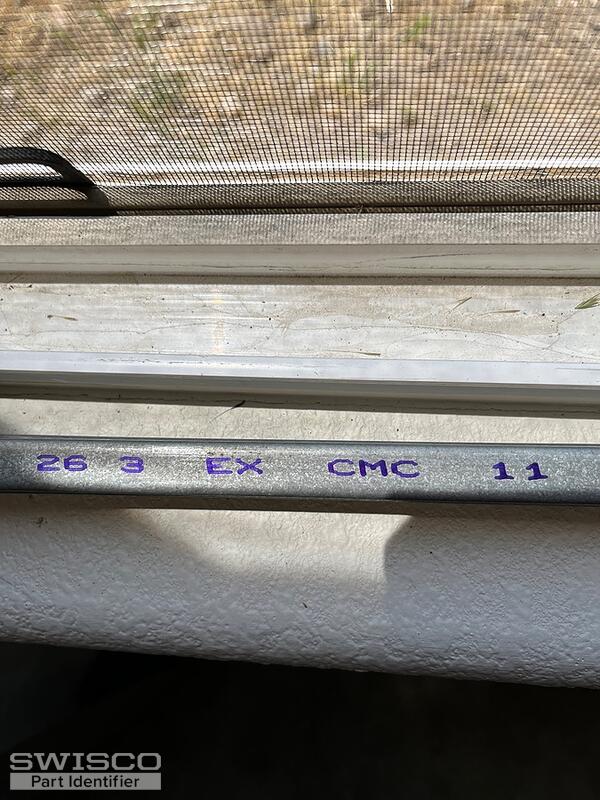 26 3 EX CMC 11
SWISCO
Part Identifier